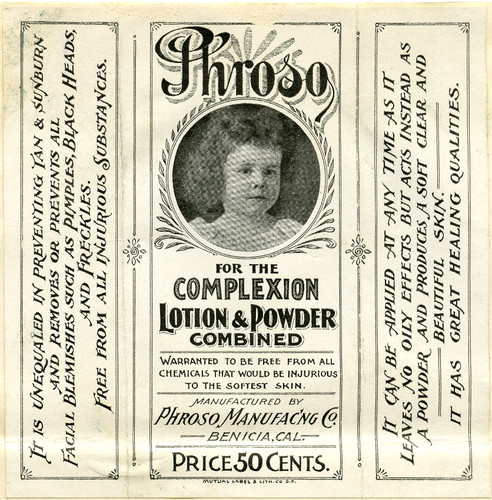 It is unequaled in preventing Tan & Sunburn
and removes or prevents all
Facial Blemishes such as Pimples, Black Heads,
and Freckles.
Free from all injurious substances.
Phroso,
FOR THE
COMPLEXION
LOTION & POWDER
COMBINED
WARRANTED TO BE FREE FROM ALL
CHEMICALS THAT WOULD BE INJURIOUS
TO THE SOFTEST SKIN.
MANUFACTURED BY
PHROSO, MANUFAC'NG CO.
BENICIA, CAL.
PRICE 50 CENTS.
MUTUAL LABEL & LITH. CO S.F.
It can be applied at any time as it
leaves no oily effects but acts instead as
a powder and produces, a soft clear and
beautiful skin.
It has great healing qualities.